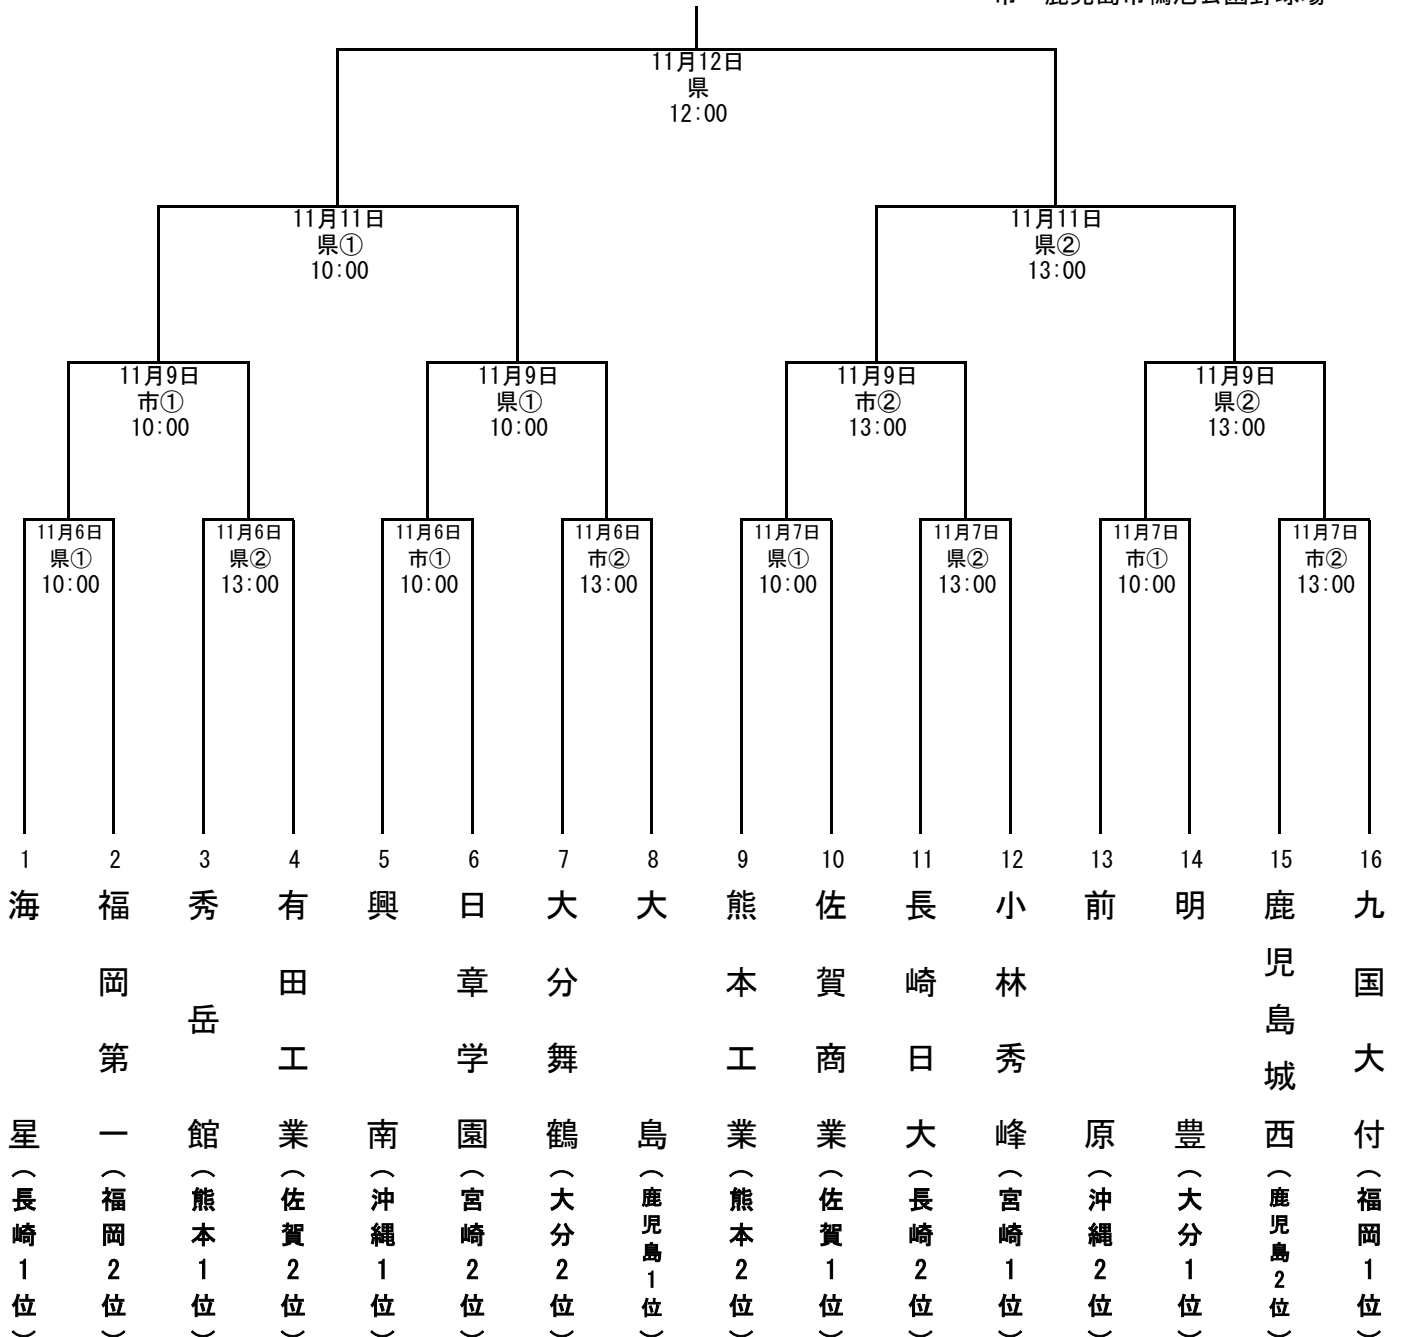 市 鹿児島市鴨池公園野球場
11月12日
県
12:00
11月11日
県①
10:00
11月11日
県②
13:00
11月9日
市①
10:00
11月9日
県①
10:00
11月9日
市②
13:00
11月9日
県②
13:00
11月6日
県①
10:00
11月6日
県②
13:00
11月6日
市①
10:00
11月6日
市②
13:00
11月7日
県①
10:00
11月7日
県②
13:00
11月7日
市①
10:00
11月7日
市②
13:00
1
海星(長崎1位)
2
福岡第一(福岡2位)
3
秀岳館(熊本1位)
4
有田工業(佐賀2位)
5
興南(沖縄1位)
6
日章学園(宮崎2位)
7
大分舞鶴(大分2位)
8
大島(鹿児島1位)
9
熊本工業(熊本2位)
10
佐賀商業(佐賀1位)
11
長崎日大(長崎2位)
12
小林秀峰(宮崎1位)
13
前原(沖縄2位)
14
明豊(大分1位)
15
鹿児島城西(鹿児島2位)
16
九国大付(福岡1位)